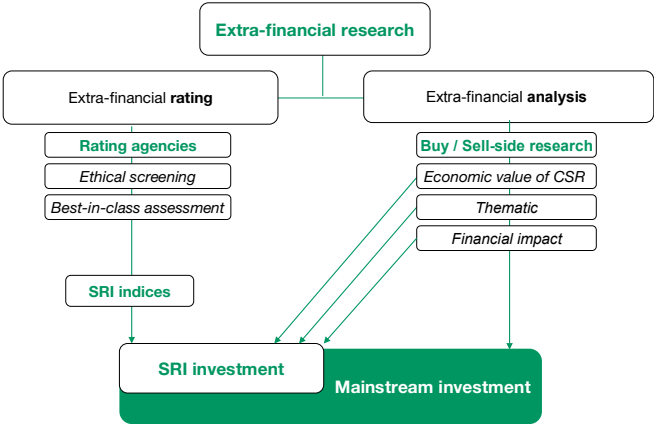 Extra-financial research
Extra-financial rating
Extra-financial analysis
Rating agencies
Buy / Sell-side research
Ethical screening
Economic value of CSR
Best-in-class assessment
Thematic
Financial impact
SRI indices
SRI investment
Mainstream investment